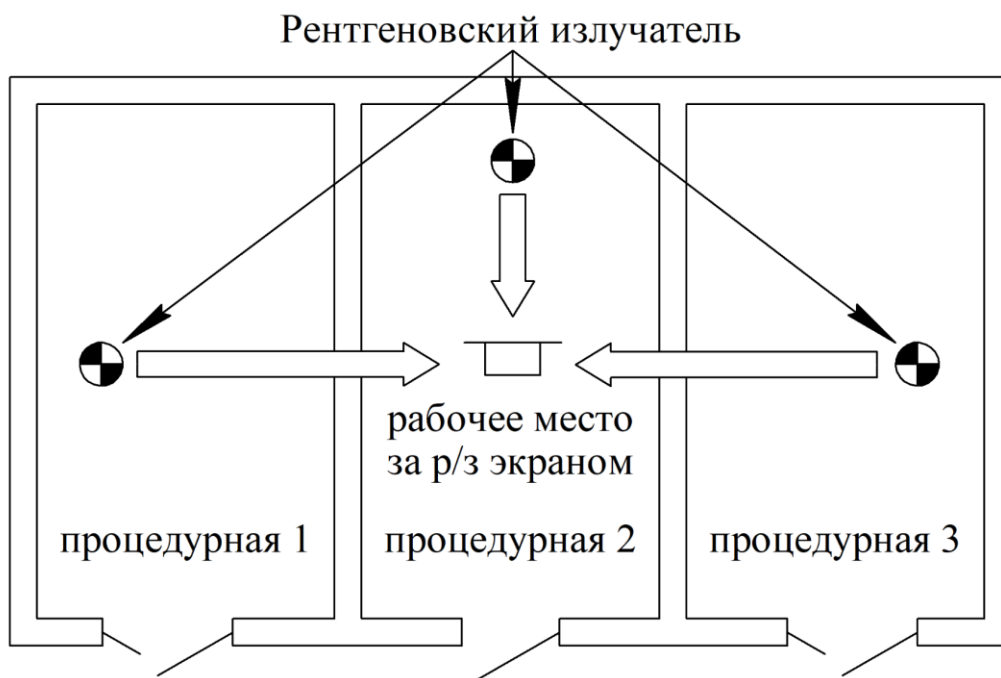 Рентгеновский излучатель
рабочее место
за р/з экраном
процедурная 1
процедурная 2
процедурная 3